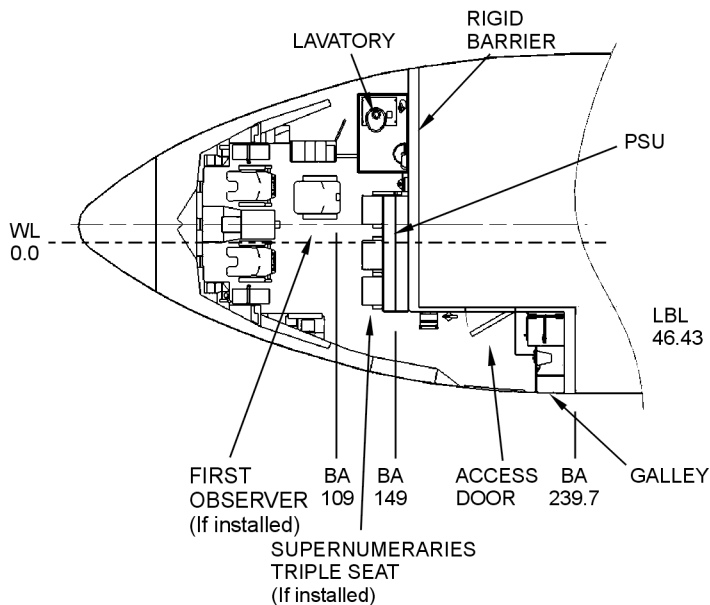 LAVATORY
RIGID
BARRIER
PSU
WL
0.0
LBL
46.43
FIRST
OBSERVER
(If installed)
BA
109
BA
149
ACCESS
DOOR
BA
239.7
GALLEY
SUPERNUMERARIES
TRIPLE SEAT
(If installed)